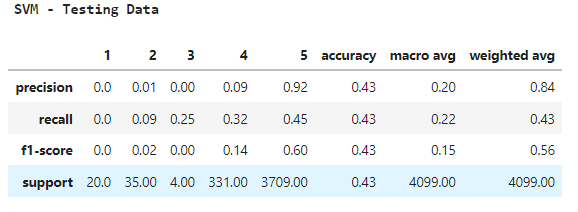 SVM - Testing Data
1 2 3 4 5 accuracy macro avg weighted avg
precision 0.0 0.01 0.00 0.09 0.92 0.43 0.20 0.84
recall 0.0 0.09 0.25 0.32 0.45 0.43 0.22 0.43
f1-score 0.0 0.02 0.00 0.14 0.60 0.43 0.15 0.56
support 20.0 35.00 4.00 331.00 3709.00 0.43 4099.00 4099.00